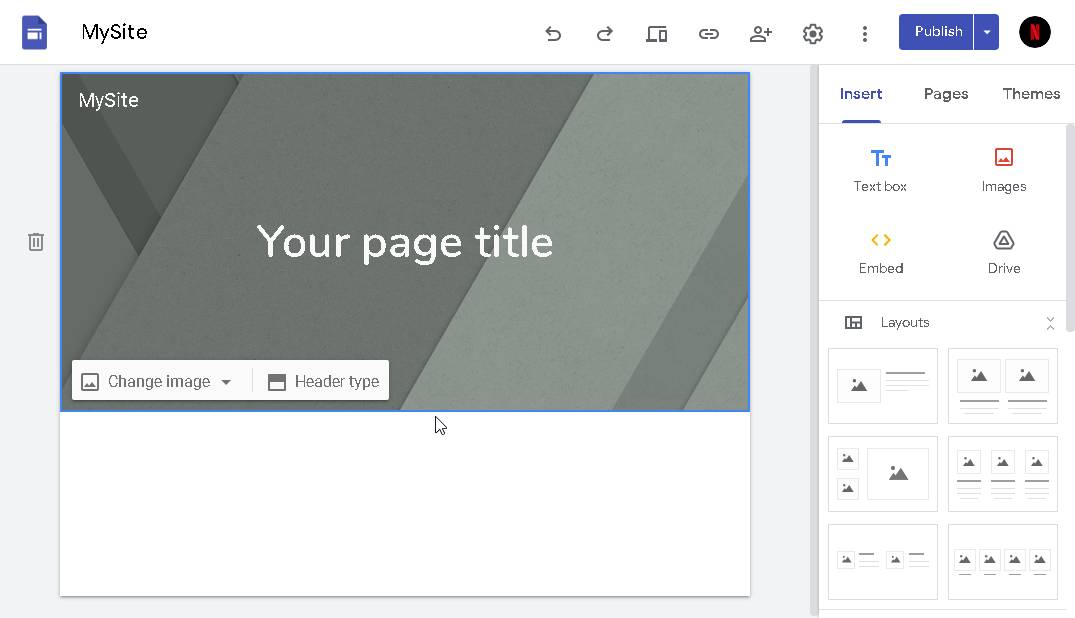 MySite
Publish
N
MySite
Your page title
Change image
Header type
Insert
Pages
Themes
Text box
Images
Embed
Drive
Layouts